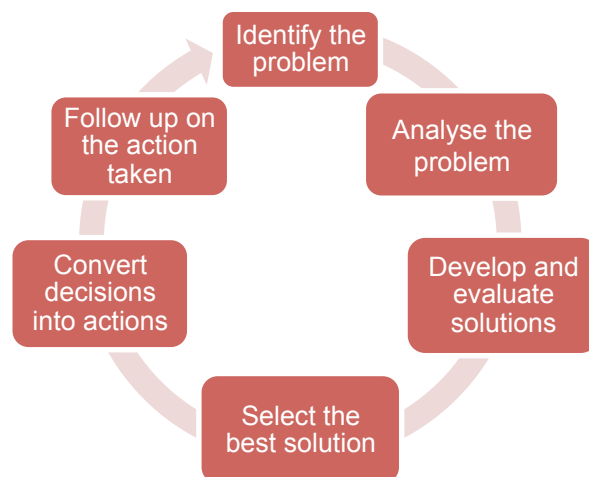 Identify the
problem
Analyse the
problem
Develop and
evaluate
solutions
Select the
best solution
Convert
decisions
into actions
Follow up on
the action
taken